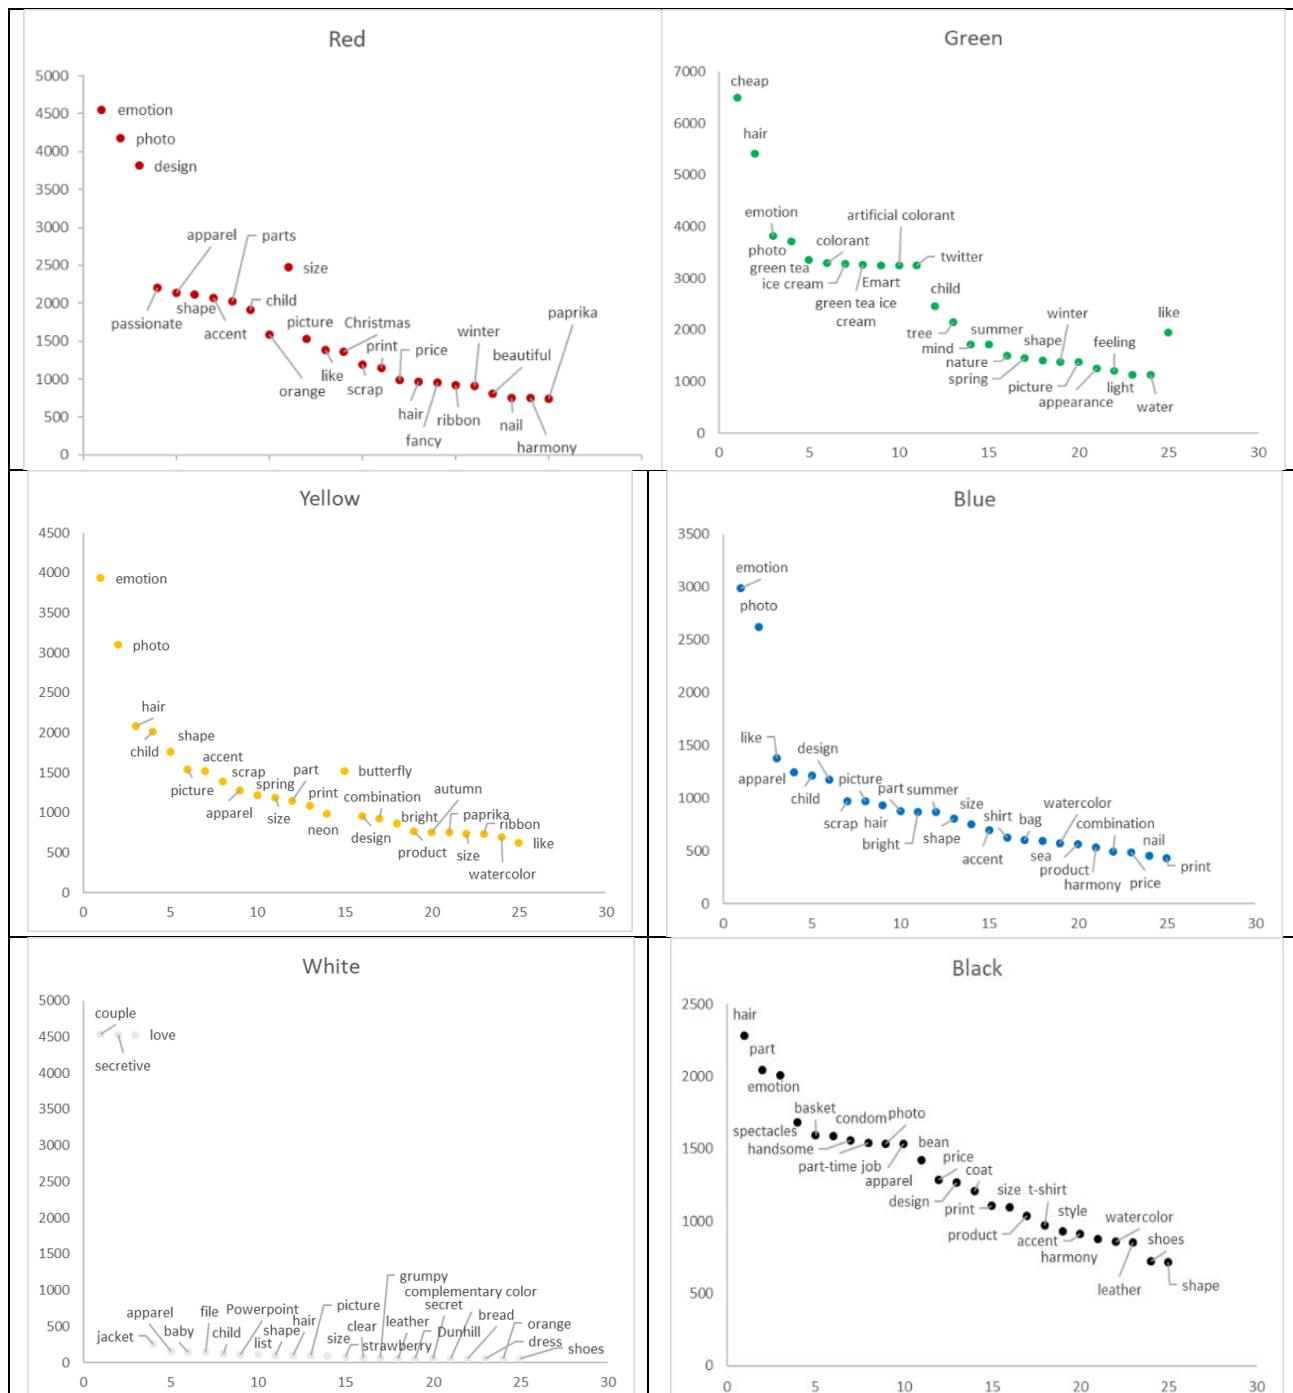 Red
5000
4500
4000
3500
3000
2500
2000
1500
1000
500
0
emotion
photo
design
apparel
parts
size
passionate
shape
accent
child
orange
picture
Christmas
like
print
price
scrap
hair
fancy
winter
ribbon
beautiful
nail
paprika
harmony
Green
7000
6000
5000
4000
3000
2000
1000
0
0 5 10 15 20 25 30
cheap
hair
emotion
photo
green tea
ice cream
colorant
green tea ice
cream
Emart
artificial colorant
twitter
child
tree
mind
summer
nature
spring
shape
winter
picture
appearance
feeling
light
water
like
Yellow
4500
4000
3500
3000
2500
2000
1500
1000
500
0
0 5 10 15 20 25 30
emotion
photo
hair
child
shape
picture
accent
scrap
apparel
spring
size
part
print
neon
butterfly
combination
design
bright
product
autumn
paprika
size
ribbon
watercolor
like
Blue
3500
3000
2500
2000
1500
1000
500
0
0 5 10 15 20 25 30
emotion
photo
like
apparel
child
design
scrap
picture
hair
part
bright
summer
shape
size
accent
shirt
bag
sea
watercolor
product
harmony
combination
price
nail
print
White
5000
4500
4000
3500
3000
2500
2000
1500
1000
500
0
0 5 10 15 20 25 30
couple
secretive
love
jacket
apparel
baby
file
child
Powerpoint
list
shape
hair
picture
size
clear
grumpy
strawberry
leather
complementary color
secret
Dunhill
bread
dress
orange
shoes
Black
2500
2000
1500
1000
500
0
0 5 10 15 20 25 30
hair
part
emotion
spectacles
basket
condom
handsome
part-time job
photo
apparel
bean
price
design
coat
print
size
product
t-shirt
style
accent
harmony
watercolor
leather
shoes
shape